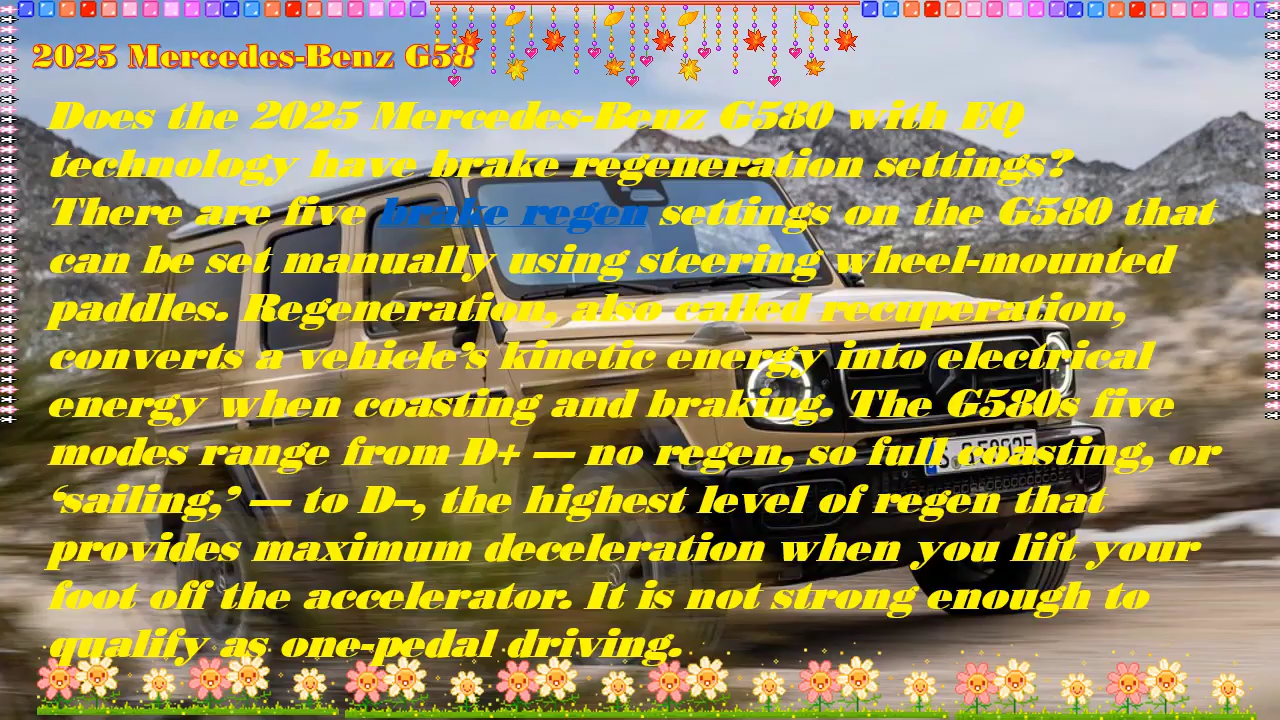 2025 Mercedes-Benz G58
Does the 2025 Mercedes-Benz G580 with EQ
technology have brake regeneration settings?
There are five brake regen settings on the G580 that
can be set manually using steering wheel-mounted
paddles. Regeneration, also called recuperation,
converts a vehicle’s kinetic energy into electrical
energy when coasting and braking. The G580s five
modes range from D+ — no regen, so full coasting, or
‘sailing,’ — to D–, the highest level of regen that
provides maximum deceleration when you lift your
foot off the accelerator. It is not strong enough to
qualify as one-pedal driving.